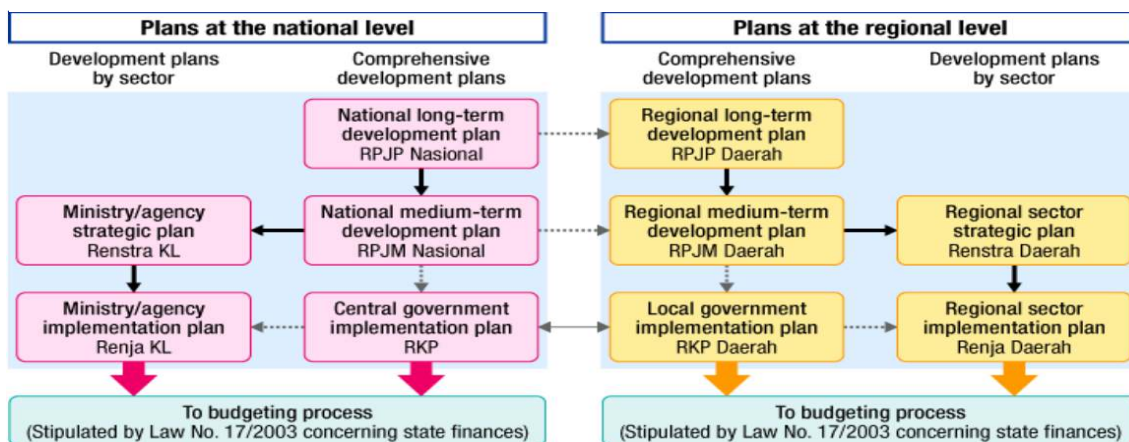 Plans at the national level
Development plans
by sector
Comprehensive
development plans
National long-term
development plan
RPJP Nasional
Ministry/agency
strategic plan
Renstra KL
National medium-term
development plan
RPJM Nasional
Ministry/agency
implementation plan
Renja KL
Central government
implementation plan
RKP
To budgeting process
(Stipulated by Law No. 17/2003 concerning state finances)
Plans at the regional level
Comprehensive
development plans
Development plans
by sector
Regional long-term
development plan
RPJP Daerah
Regional medium-term
development plan
RPJM Daerah
Regional sector
strategic plan
Renstra Daerah
Local government
implementation plan
RKP Daerah
Regional sector
implementation plan
Renja Daerah
To budgeting process
(Stipulated by Law No. 17/2003 concerning state finances)